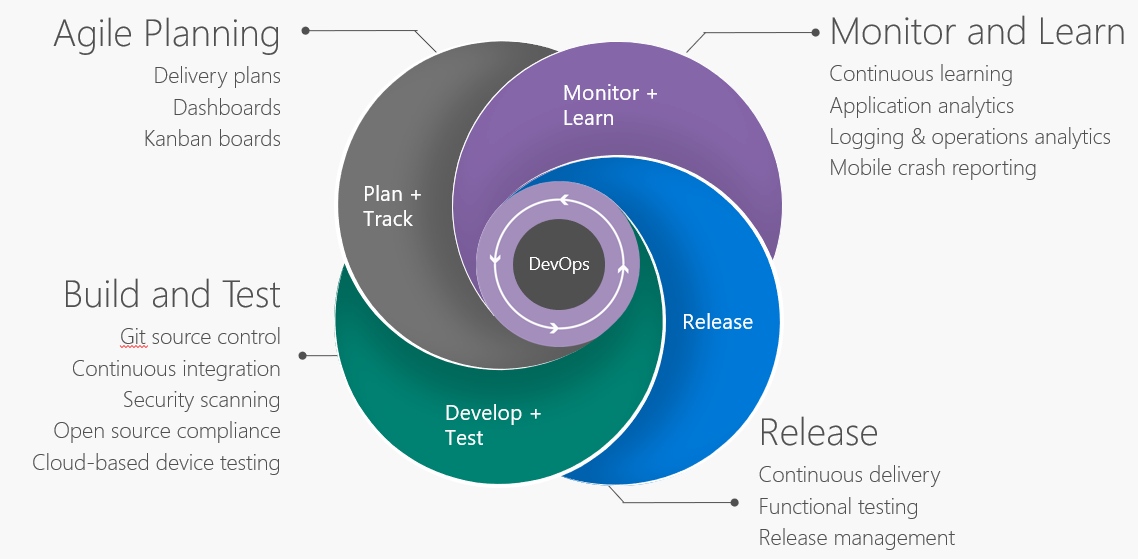 Agile Planning
Delivery plans
Dashboards
Kanban boards
Monitor and Learn
Continuous learning
Application analytics
Logging & operations analytics
Mobile crash reporting
Monitor +
Learn
Plan +
Track
DevOps
Release
Develop +
Test
Build and Test
Git source control
Continuous integration
Security scanning
Open source compliance
Cloud-based device testing
Release
Continuous delivery
Functional testing
Release management